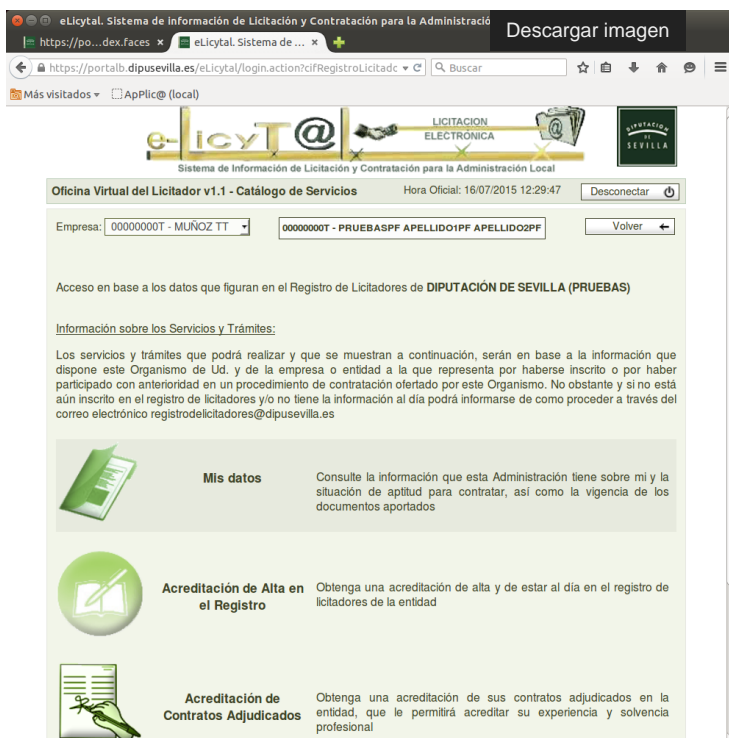 eLicytal. Sistema de información de Licitación y Contratación para la Administració
Descargar imagen
https://po...dex.faces
eLicytal. Sistema de ...
https://portalb.dipusevilla.es/eLicytal/login.action?cifRegistroLicitadc
Buscar
Más visitados
ApPlic@ (local)
e-LicyT@l
LICITACION
ELECTRÓNICA
DIPUTACION
DE
SEVILLA
Sistema de Información de Licitación y Contratación para la Administración Local
Oficina Virtual del Licitador v1.1 - Catálogo de Servicios
Hora Oficial: 16/07/2015 12:29:47
Desconectar
Empresa:
00000000T - MUÑOZ TT
00000000T - PRUEBASPF APELLIDO1PF APELLIDO2PF
Volver
Acceso en base a los datos que figuran en el Registro de Licitadores de DIPUTACIÓN DE SEVILLA (PRUEBAS)
Información sobre los Servicios y Trámites:
Los servicios y trámites que podrá realizar y que se muestran a continuación, serán en base a la información que
dispone este Organismo de Ud. y de la empresa o entidad a la que representa por haberse inscrito o por haber
participado con anterioridad en un procedimiento de contratación ofertado por este Organismo. No obstante y si no está
aún inscrito en el registro de licitadores y/o no tiene la información al día podrá informarse de como proceder a través del
correo electrónico registrodelicitadores@dipusevilla.es
Mis datos
Consulte la información que esta Administración tiene sobre mi y la
situación de aptitud para contratar, así como la vigencia de los
documentos aportados
Acreditación de Alta en
el Registro
Obtenga una acreditación de alta y de estar al día en el registro de
licitadores de la entidad
Acreditación de
Contratos Adjudicados
Obtenga una acreditación de sus contratos adjudicados en la
entidad, que le permitirá acreditar su experiencia y solvencia
profesional